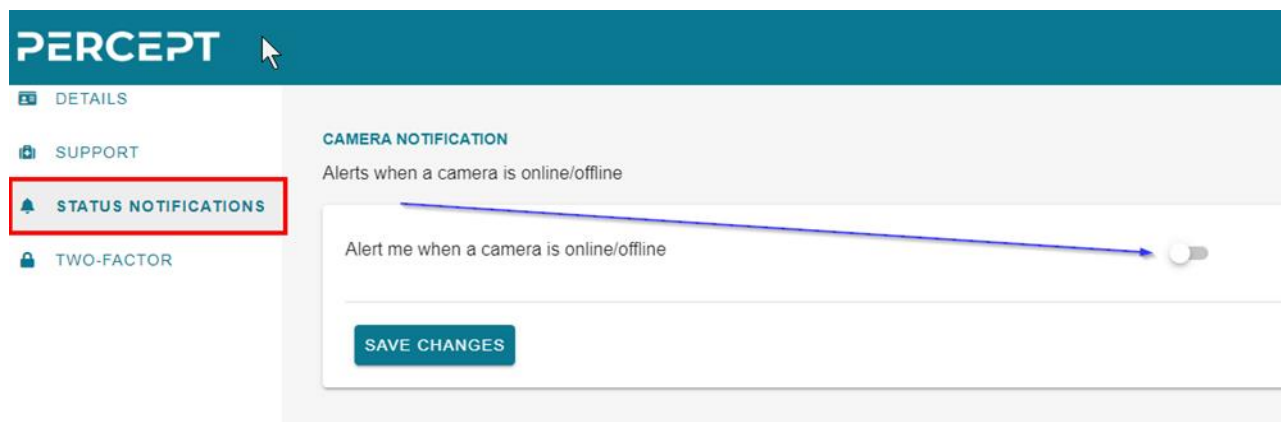 PERCEPT
DETAILS
SUPPORT
STATUS NOTIFICATIONS
TWO-FACTOR
CAMERA NOTIFICATION
Alerts when a camera is online/offline
Alert me when a camera is online/offline
SAVE CHANGES